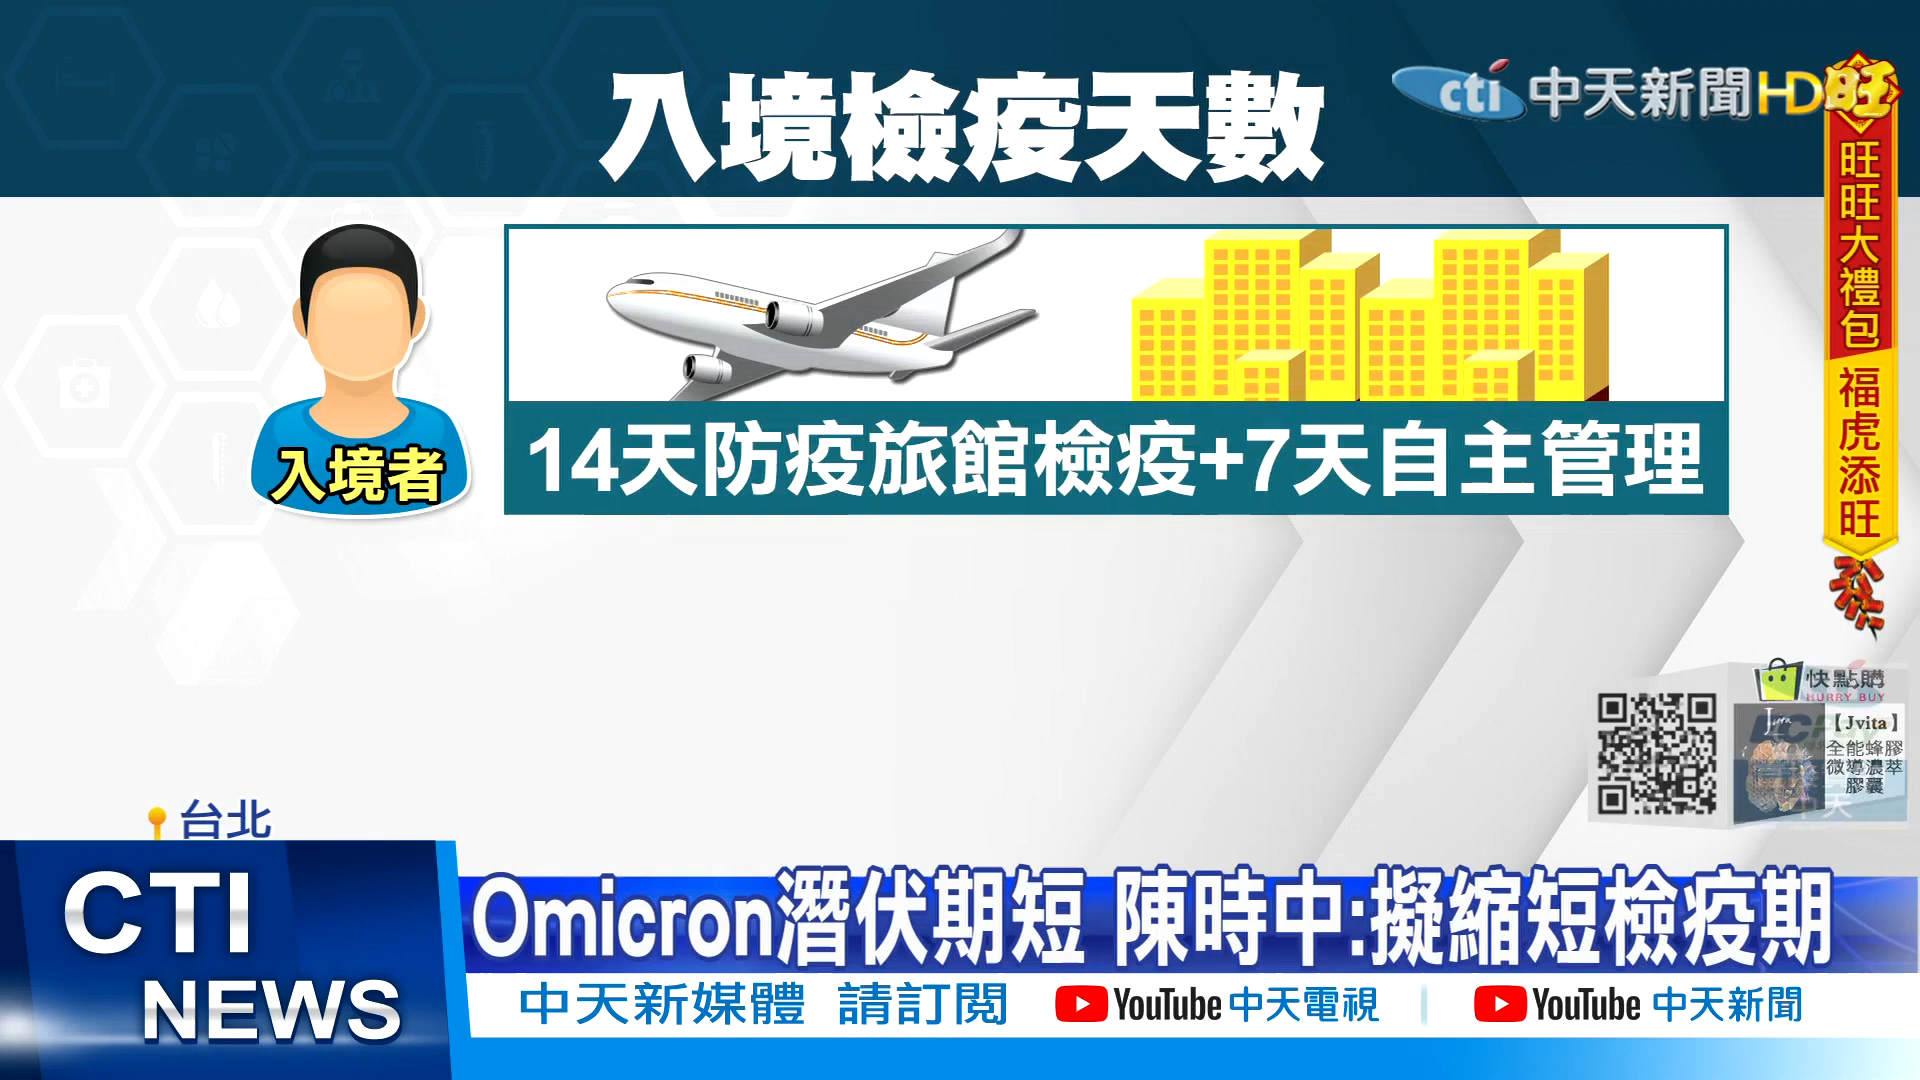 入境檢疫天數
cti 中天新聞HD
旺
旺旺大禮包
福虎添旺
入境者
14天防疫旅館檢疫+7天自主管理
快點購
HURRY BUY
【Jvita】
全能蜂膠
微導濃萃
膠囊
台北
CTI
NEWS
Omicron潛伏期短 陳時中:擬縮短檢疫期
中天新媒體 請訂閱 YouTube 中天電視 | YouTube 中天新聞